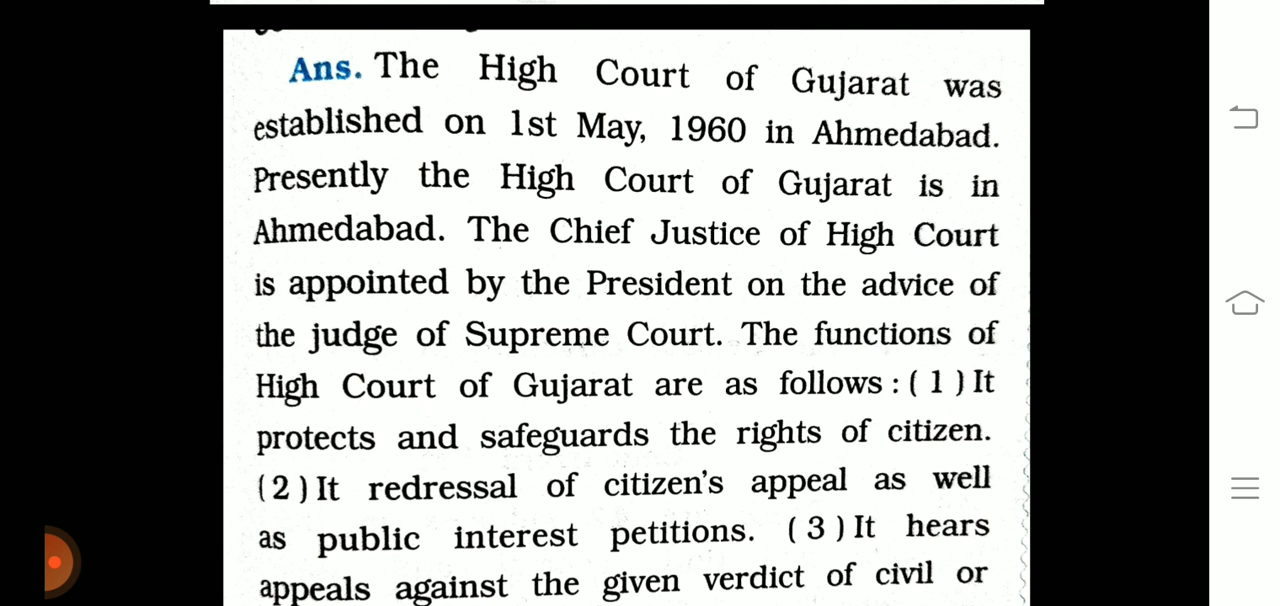 Ans. The High Court of Gujarat was
established on 1st May, 1960 in Ahmedabad.
Presently the High Court of Gujarat is in
Ahmedabad. The Chief Justice of High Court
is appointed by the President on the advice of
the judge of Supreme Court. The functions of
High Court of Gujarat are as follows : ( 1 ) It
protects and safeguards the rights of citizen.
( 2 ) It redressal of citizen's appeal as well
as public interest petitions. ( 3 ) It hears
appeals against the given verdict of civil or